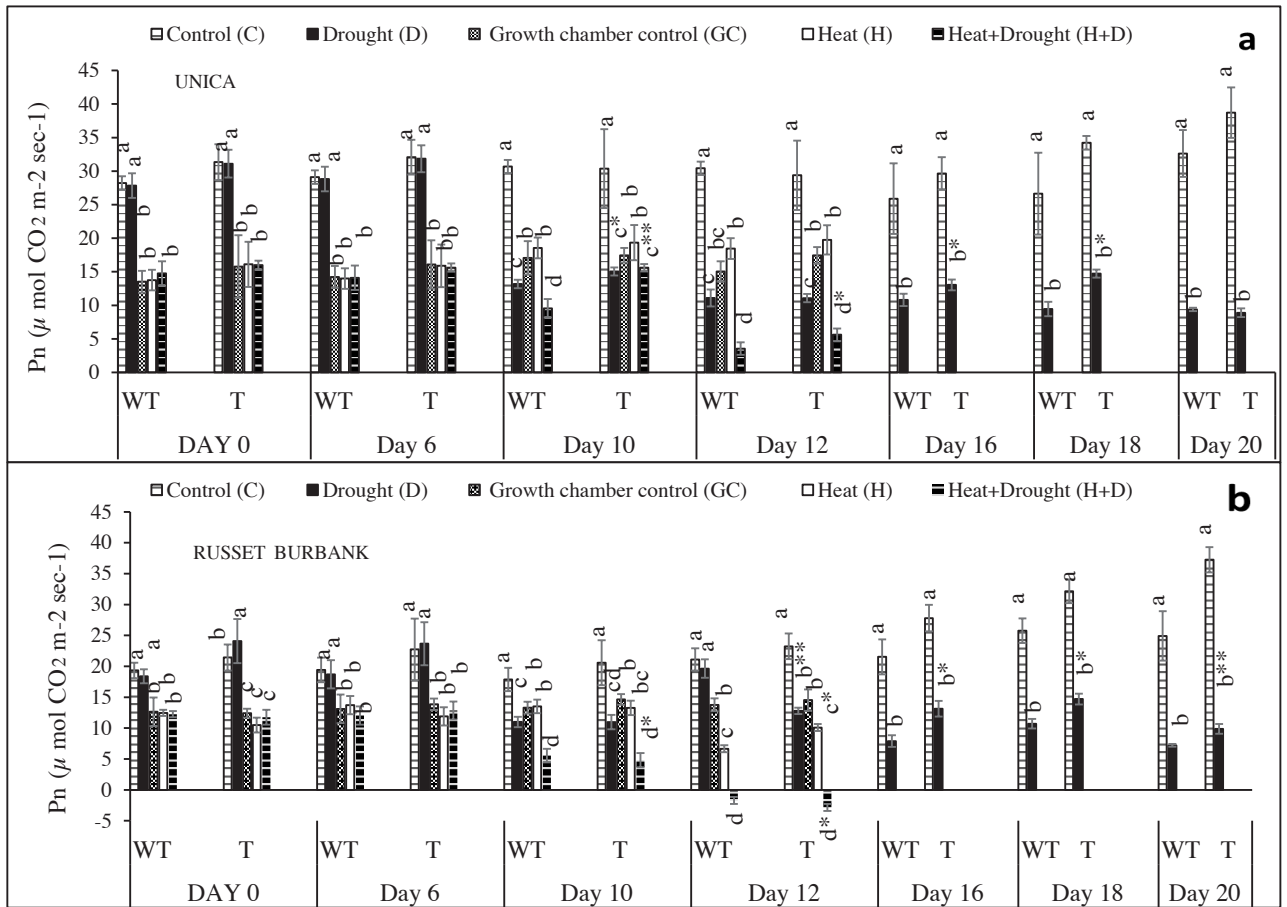 a
Control (C) Drought (D) Growth chamber control (GC) Heat (H) Heat+Drought (H+D)
UNICA
Pn (µ mol CO2 m-2 sec-1)
45
40
35
30
25
20
15
10
5
0
a a b b b
a a b b b
a a b b b
a a b b b
a c b b d
a c* b b c***
a c bc b d
a c b b d*
a b
a b*
a b
a b*
a b
a b
WT T WT T WT T WT T WT T WT T WT T
DAY 0 Day 6 Day 10 Day 12 Day 16 Day 18 Day 20
b
Control (C) Drought (D) Growth chamber control (GC) Heat (H) Heat+Drought (H+D)
RUSSET BURBANK
Pn (µ mol CO2 m-2 sec-1)
45
40
35
30
25
20
15
10
5
0
-5
a a b b b
b a c c c
a a b b b
a a b b b
a c b b d
a cd b bc d*
a a b c d
a b** b c* d*
a b
a b*
a b
a b*
a b
a b***
WT T WT T WT T WT T WT T WT T WT T
DAY 0 Day 6 Day 10 Day 12 Day 16 Day 18 Day 20